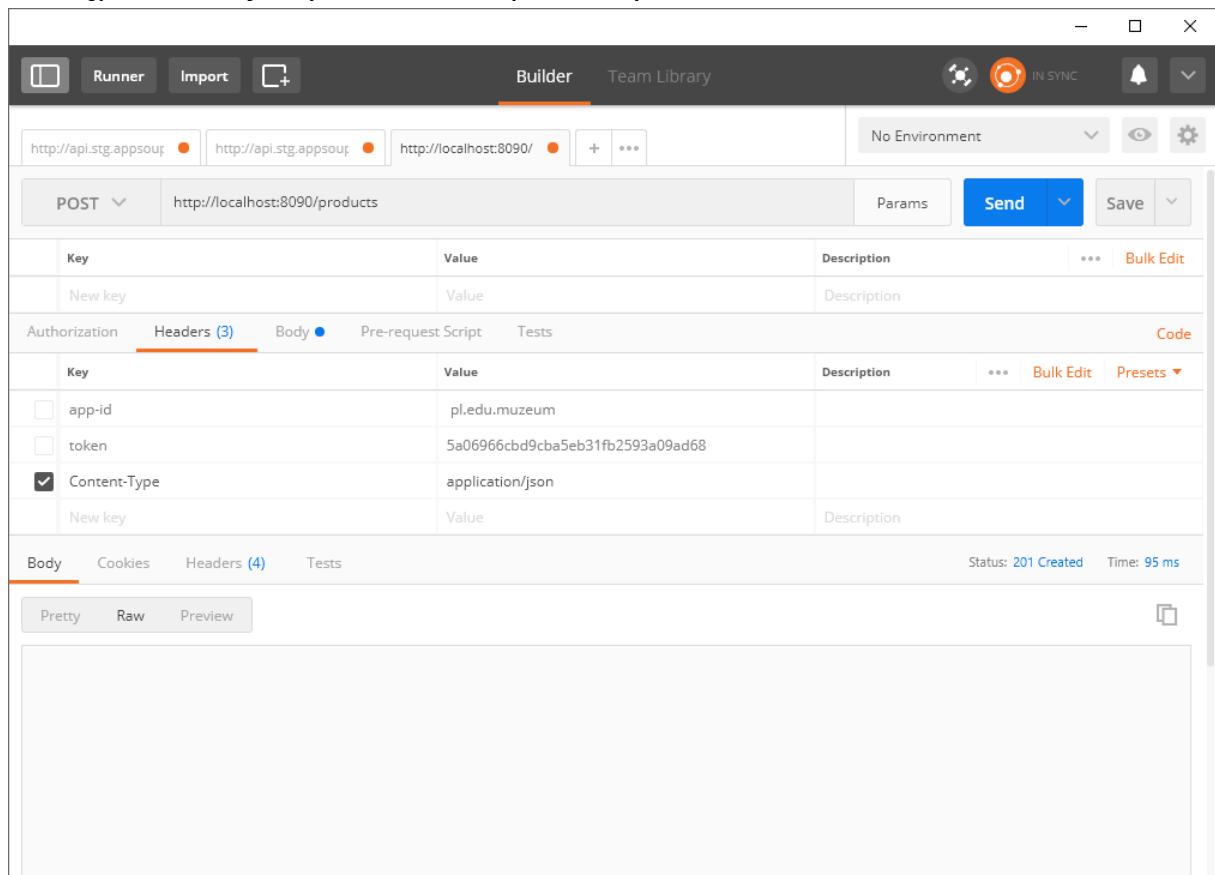 Runner Import Builder Team Library IN SYNC
http://api.stg.appsoup http://api.stg.appsoup http://localhost:8090/ + No Environment
POST http://localhost:8090/products Params Send Save
Key Value Description Bulk Edit
New key Value Description
Authorization Headers (3) Body Pre-request Script Tests Code
Key Value Description Bulk Edit Presets
app-id pl.edu.muzeum
token 5a06966cbd9cba5eb31fb2593a09ad68
Content-Type application/json
New key Value Description
Body Cookies Headers (4) Tests Status: 201 Created Time: 95 ms
Pretty Raw Preview